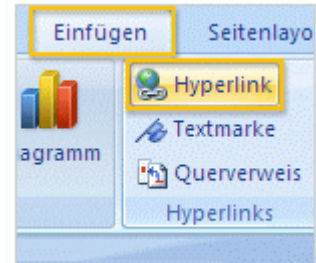 Einfügen Seitenlayo
Hyperlink
Textmarke
agramm
Querverweis
Hyperlinks